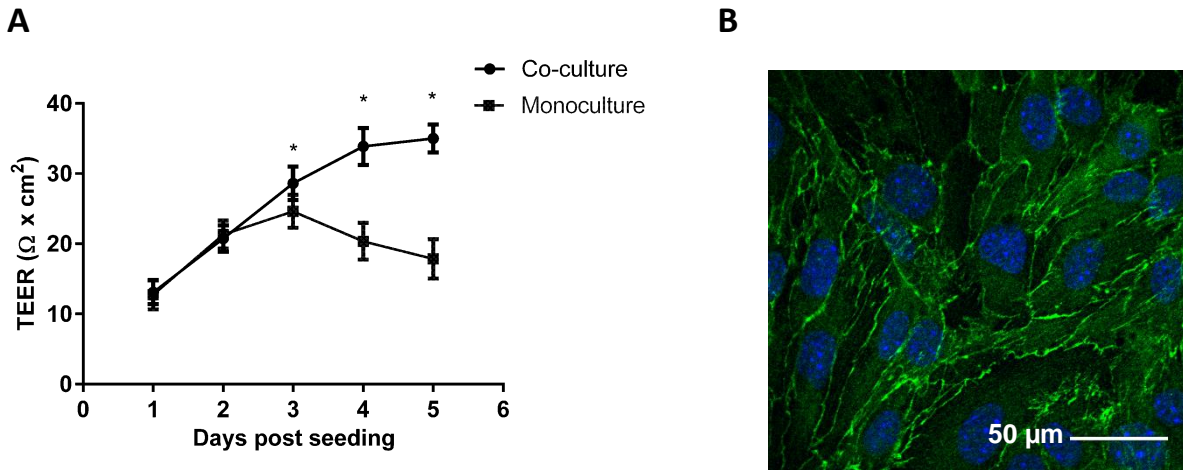 A
B
Co-culture
Monoculture
*
*
*
40
30
20
10
0
TEER (Ω x cm²)
0
1
2
3
4
5
6
Days post seeding
50 µm